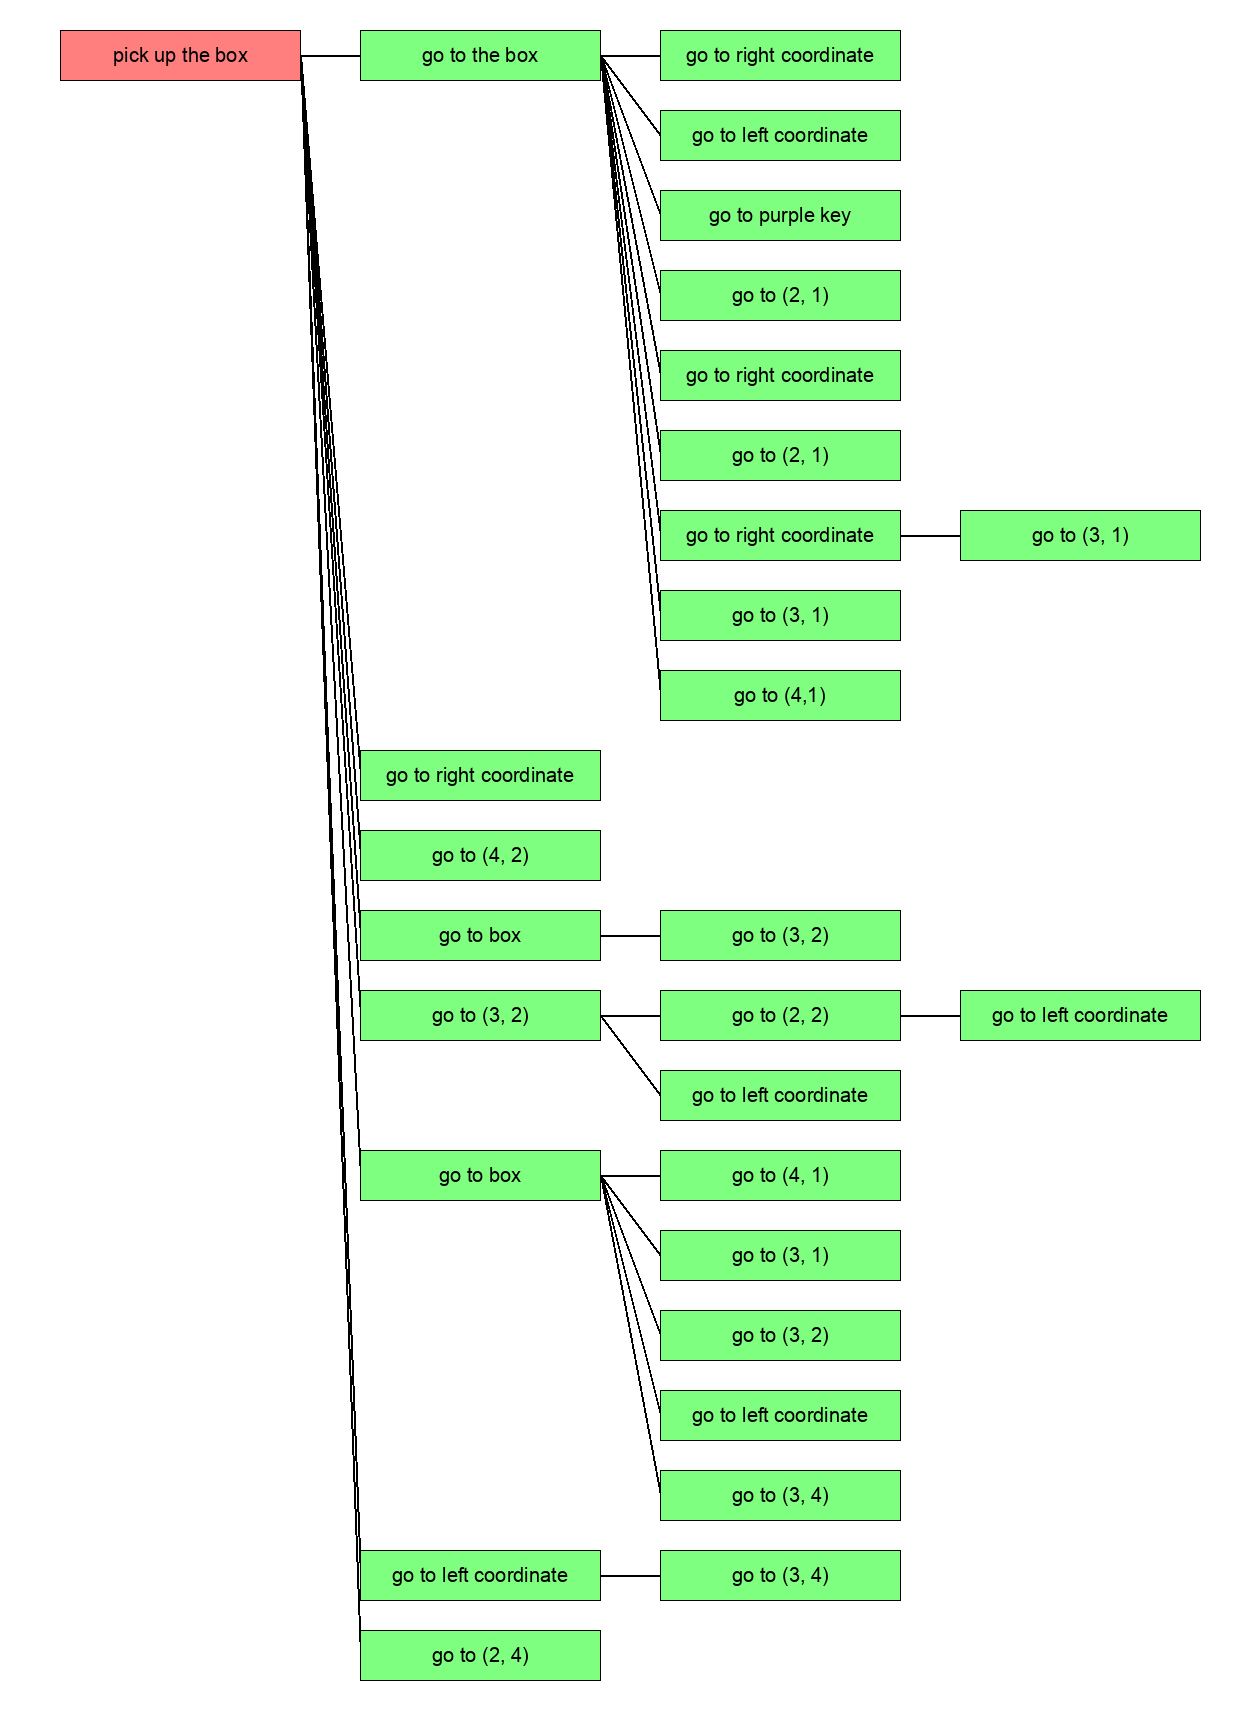 pick up the box
go to the box
go to right coordinate
go to left coordinate
go to purple key
go to (2, 1)
go to right coordinate
go to (2, 1)
go to right coordinate
go to (3, 1)
go to (3, 1)
go to (4,1)
go to right coordinate
go to (4, 2)
go to box
go to (3, 2)
go to (3, 2)
go to (2, 2)
go to left coordinate
go to left coordinate
go to box
go to (4, 1)
go to (3, 1)
go to (3, 2)
go to left coordinate
go to (3, 4)
go to left coordinate
go to (3, 4)
go to (2, 4)